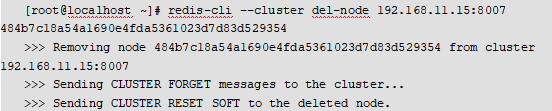 [root@localhost ~]# redis-cli --cluster del-node 192.168.11.15:8007
484b7c18a54a1690e4fda5361023d7d83d529354
>>> Removing node 484b7c18a54a1690e4fda5361023d7d83d529354 from cluster
192.168.11.15:8007
>>> Sending CLUSTER FORGET messages to the cluster...
>>> Sending CLUSTER RESET SOFT to the deleted node.